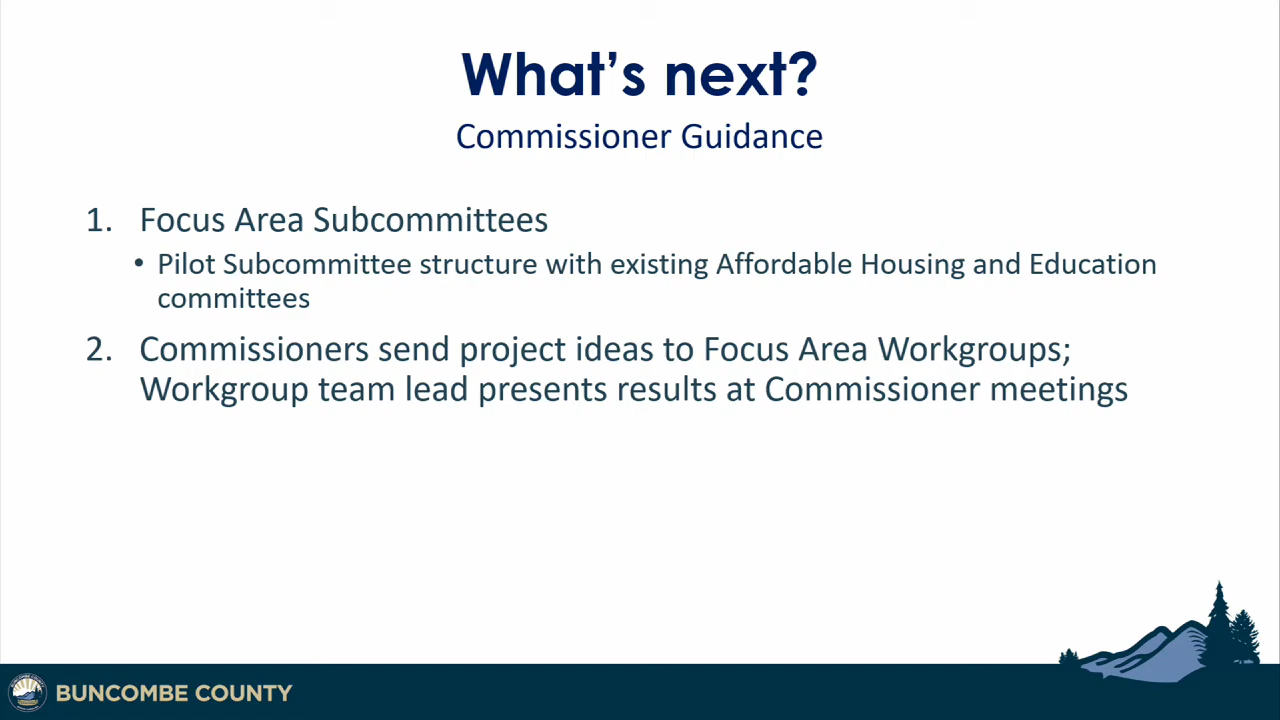 What’s next?
Commissioner Guidance
1. Focus Area Subcommittees
• Pilot Subcommittee structure with existing Affordable Housing and Education
committees
2. Commissioners send project ideas to Focus Area Workgroups;
Workgroup team lead presents results at Commissioner meetings
BUNCOMBE COUNTY